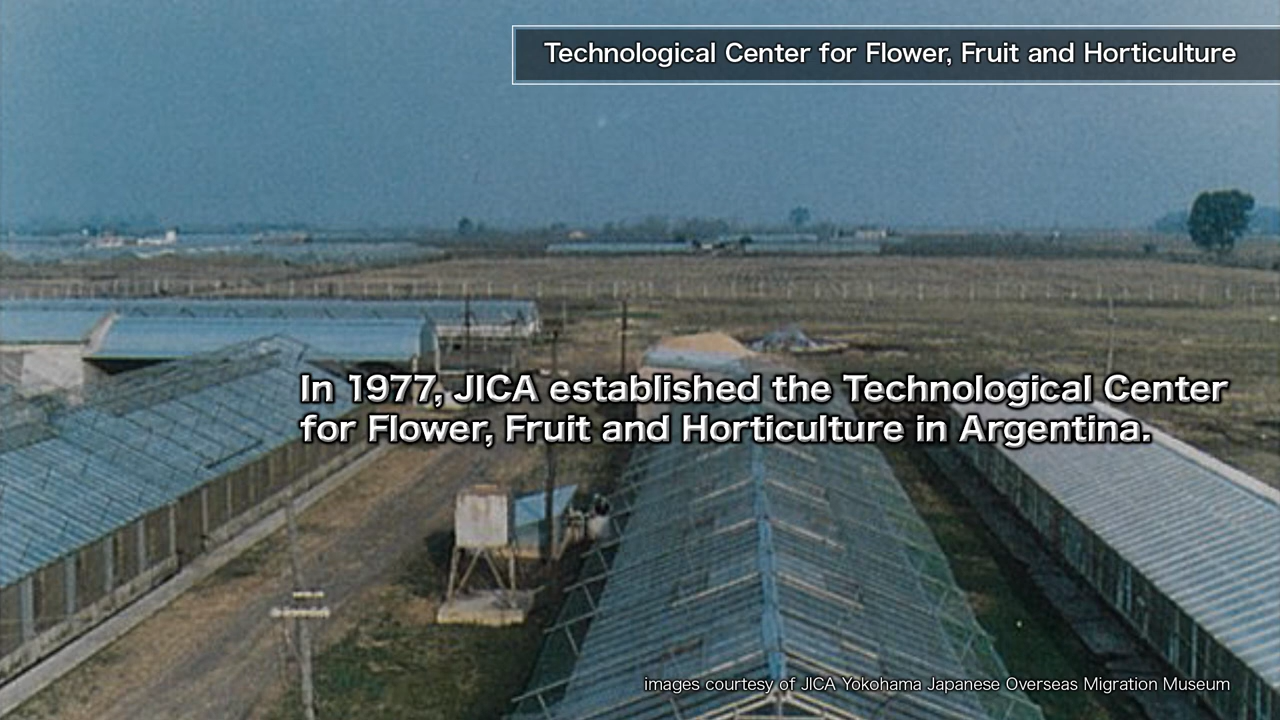 Technological Center for Flower, Fruit and Horticulture
In 1977, JICA established the Technological Center
for Flower, Fruit and Horticulture in Argentina.
images courtesy of JICA Yokohama Japanese Overseas Migration Museum